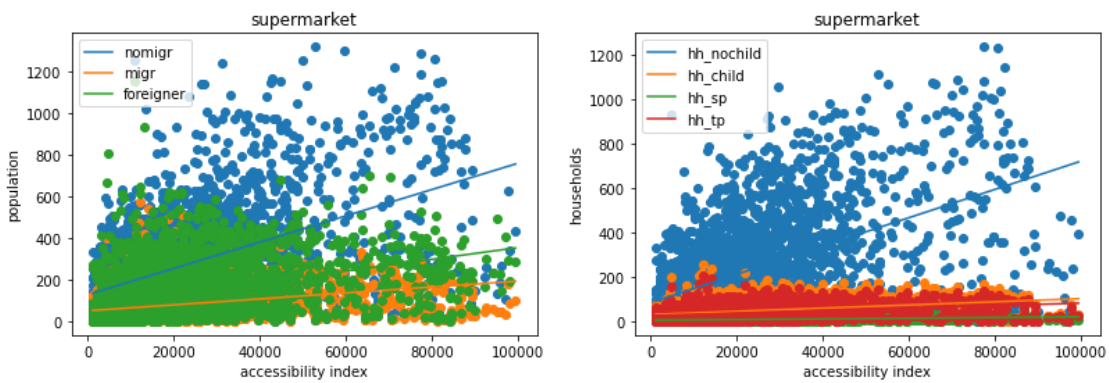 supermarket
population
1200
1000
800
600
400
200
0
nomigr
migr
foreigner
0 20000 40000 60000 80000 100000
accessibility index
supermarket
households
1200
1000
800
600
400
200
0
hh_nochild
hh_child
hh_sp
hh_tp
0 20000 40000 60000 80000 100000
accessibility index